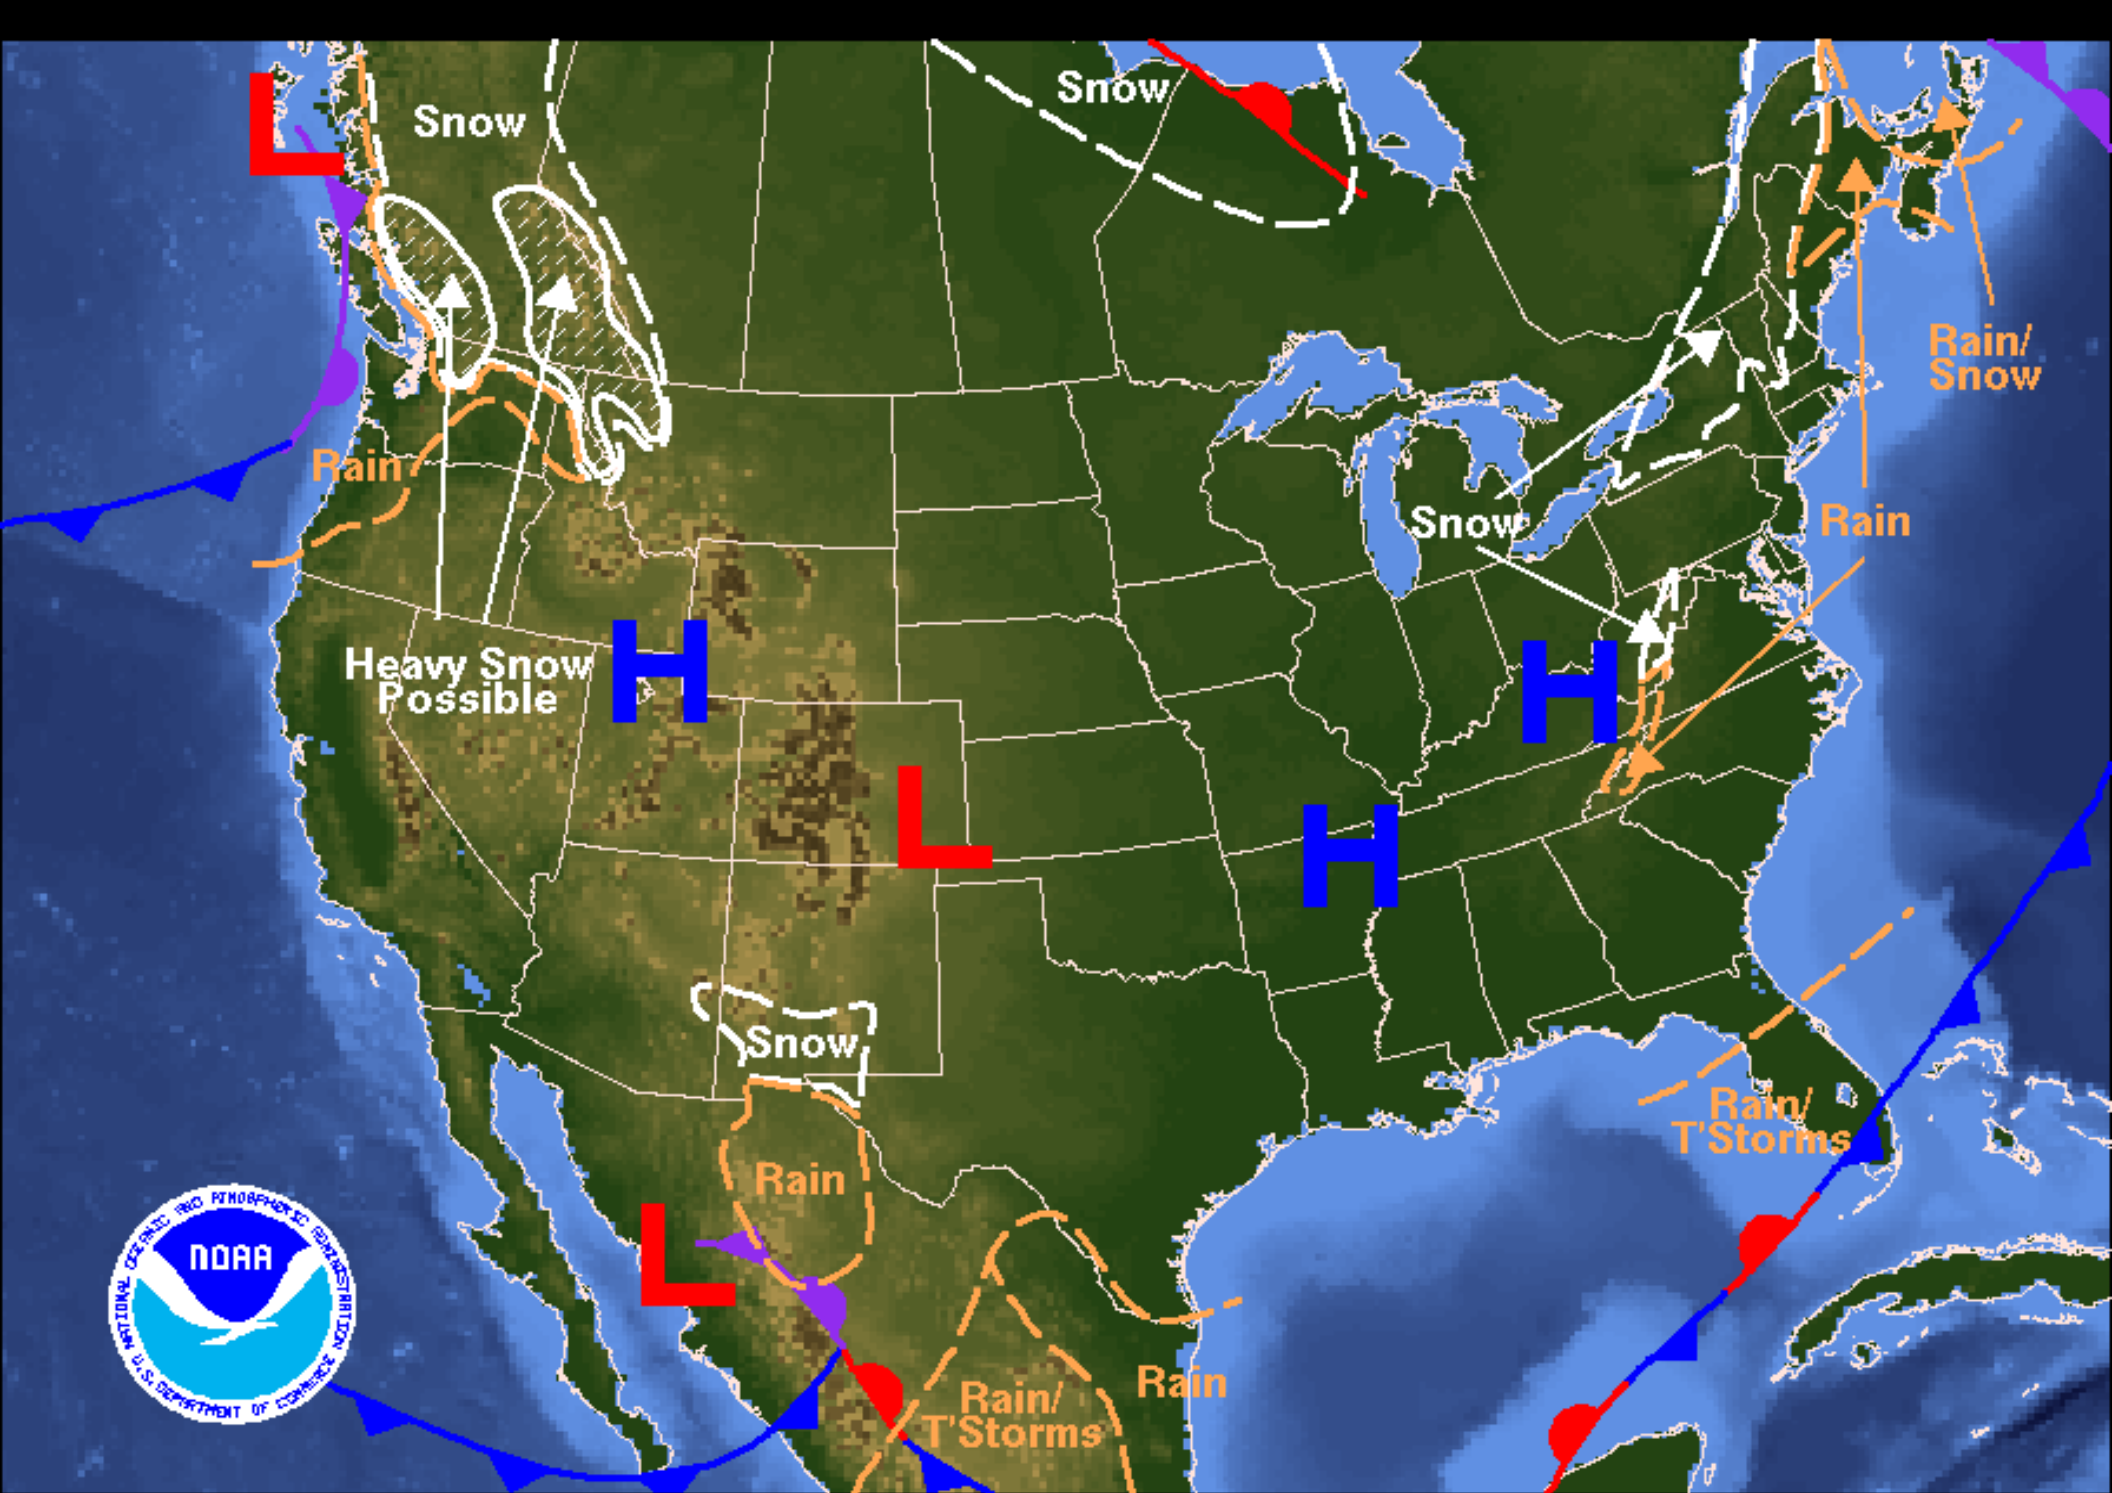 L
Snow
Snow
Rain/
Snow
Rain
Snow
Rain
Heavy Snow
Possible
H
H
L
H
Snow
Rain/
T'Storms
Rain
L
Rain
Rain/
T'Storms
NATIONAL OCEANIC AND ATMOSPHERIC ADMINISTRATION
NOAA
U.S. DEPARTMENT OF COMMERCE